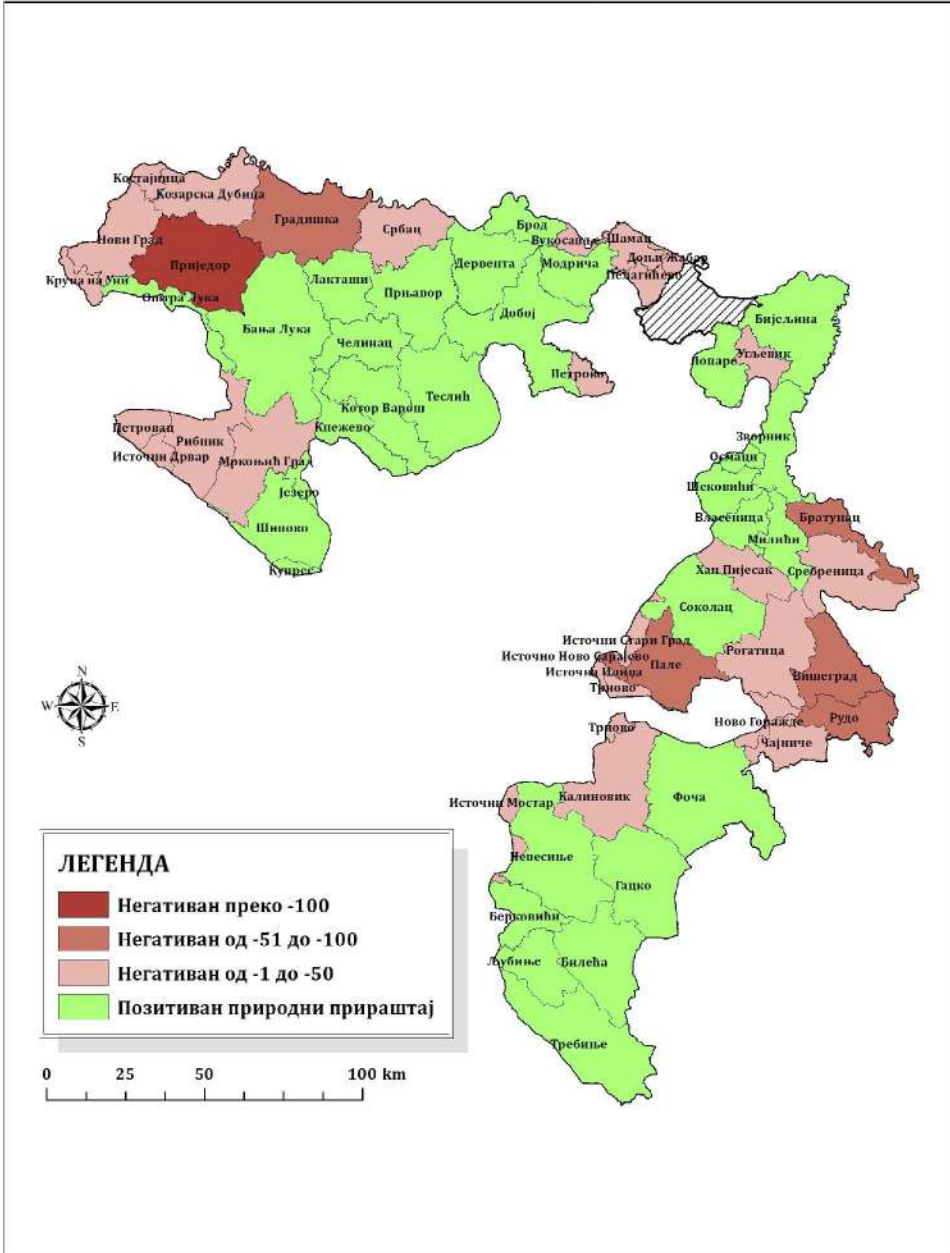 Костајница
Козарска Дубица
Градишка
Србац
Нови Град
Приједор
Крупа на Уни
Оштра Лука
Лакташи
Прњавор
Дервента
Брод
Вукосавље
Модрича
Шамац
Доњи Жабар
Пелагићево
Бања Лука
Челинац
Добој
Петрово
Бијељина
Угљевик
Лопаре
Котор Варош
Теслић
Кнежево
Петровац
Рибник
Источни Дрвар
Мркоњић Град
Језеро
Шипово
Купрес
Зворник
Осмаци
Шековићи
Власеница
Братунац
Милићи
Хан Пијесак
Сребреница
Соколац
Источни Стари Град
Источно Ново Сарајево
Пале
Рогатица
Источна Илиџа
Вишеград
Трново
Ново Горажде
Рудо
Трново
Чајниче
Источни Мостар
Калиновик
Фоча
Невесиње
Гацко
Берковићи
Љубиње
Билећа
Требиње
N
W
E
S
ЛЕГЕНДА
Негативан преко -100
Негативан од -51 до -100
Негативан од -1 до -50
Позитиван природни прираштај
0 25 50 100 km